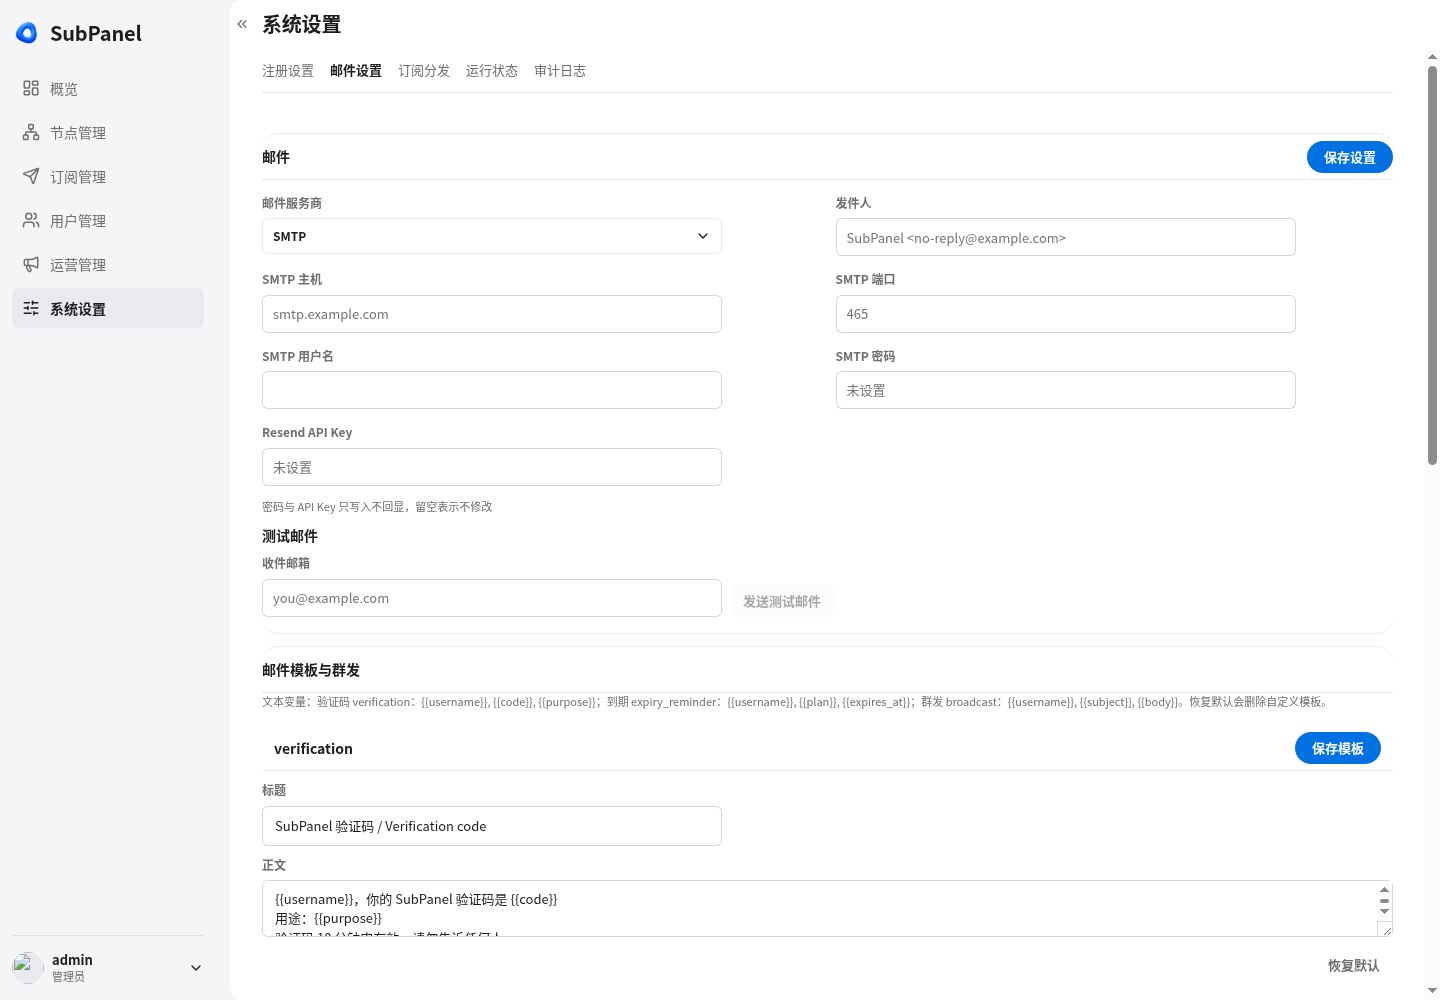 SubPanel
概览
节点管理
订阅管理
用户管理
运营管理
系统设置
admin
管理员
系统设置
注册设置 邮件设置 订阅分发 运行状态 审计日志
邮件
保存设置
邮件服务商
SMTP
发件人
SubPanel <no-reply@example.com>
SMTP 主机
smtp.example.com
SMTP 端口
465
SMTP 用户名
SMTP 密码
未设置
Resend API Key
未设置
密码与 API Key 只写入不回显，留空表示不修改
测试邮件
收件邮箱
you@example.com
发送测试邮件
邮件模板与群发
文本变量：验证码 verification：{{username}}, {{code}}, {{purpose}}；到期 expiry_reminder：{{username}}, {{plan}}, {{expires_at}}；群发 broadcast：{{username}}, {{subject}}, {{body}}。恢复默认会删除自定义模板。
verification
保存模板
标题
SubPanel 验证码 / Verification code
正文
{{username}}，你的 SubPanel 验证码是 {{code}}
用途：{{purpose}}
恢复默认